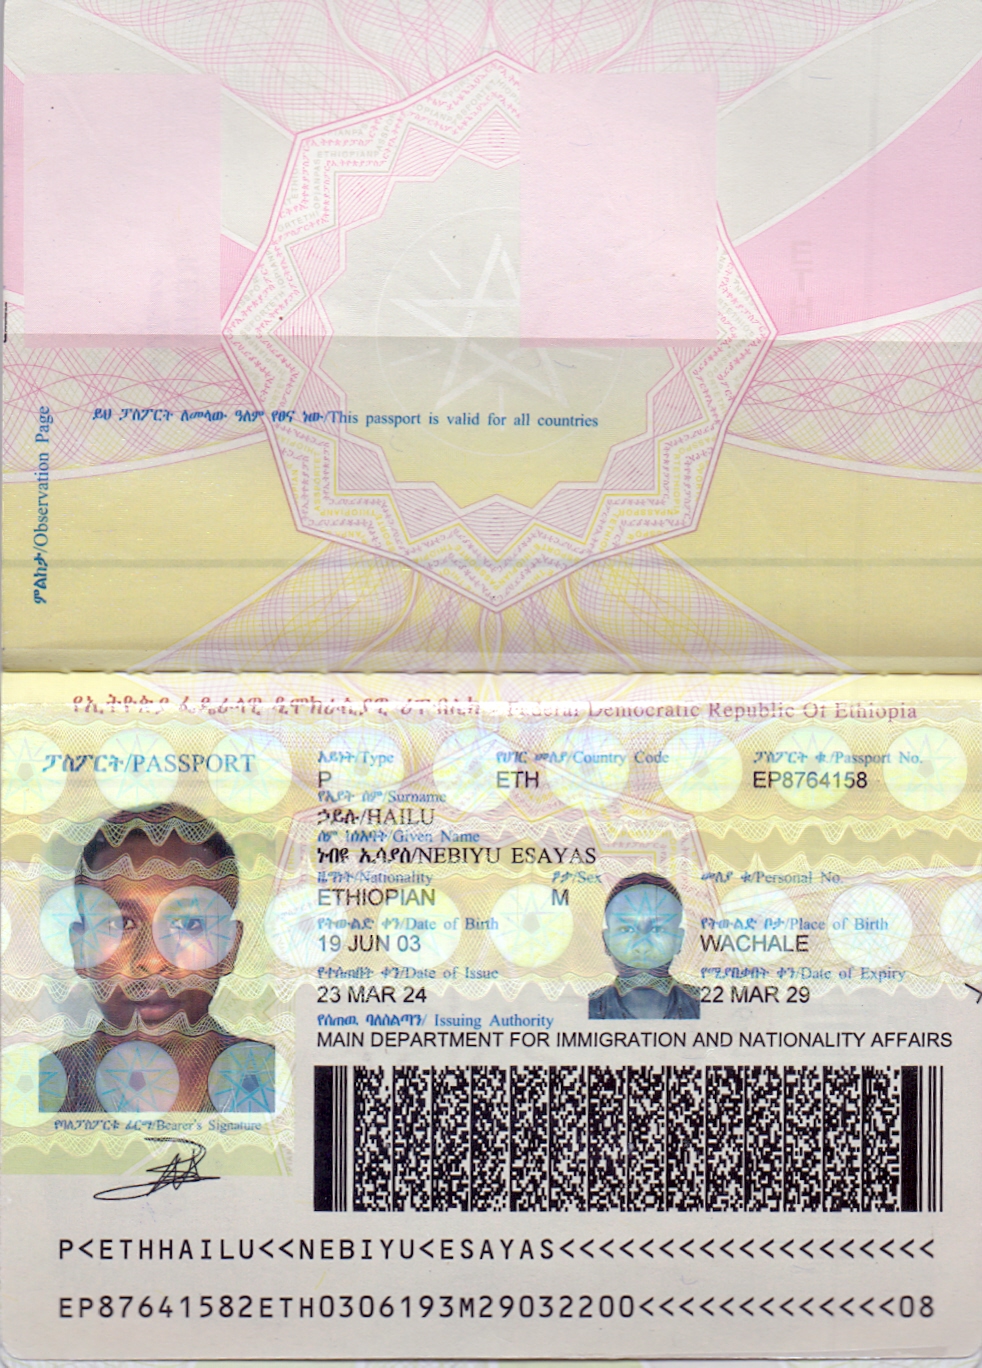 ይህ ፓስፖርት ለመላው ዓለም የፀና ነው/This passport is valid for all countries
ምልከታ/Observation Page
የኢትዮጵያ ፌዴራላዊ ዲሞክራሲያዊ ሪፐብሊክ - Federal Democratic Republic Of Ethiopia
ፓስፖርት/PASSPORT
አይነት/Type
የሀገር መለያ/Country Code
ፓስፖርት ቁ/Passport No.
P
ETH
EP8764158
የአያት ስም/Surname
ኃይሉ/HAILU
ስም ከነአባት/Given Name
ነብዩ ኢሳያስ/NEBIYU ESAYAS
ዜግነት/Nationality
ፆታ/Sex
መለያ ቁ/Personal No.
ETHIOPIAN
M
የትውልድ ቀን/Date of Birth
የትውልድ ቦታ/Place of Birth
19 JUN 03
WACHALE
የተሰጠበት ቀን/Date of Issue
የሚያበቃበት ቀን/Date of Expiry
23 MAR 24
22 MAR 29
የሰጠዉ ባለስልጣን/ Issuing Authority
MAIN DEPARTMENT FOR IMMIGRATION AND NATIONALITY AFFAIRS
የባለፓስፖርቱ ፊርማ/Bearer's Signature
P<ETHHAILU<<NEBIYU<ESAYAS<<<<<<<<<<<<<<<<<<<
EP87641582ETH0306193M29032200<<<<<<<<<<<<<08